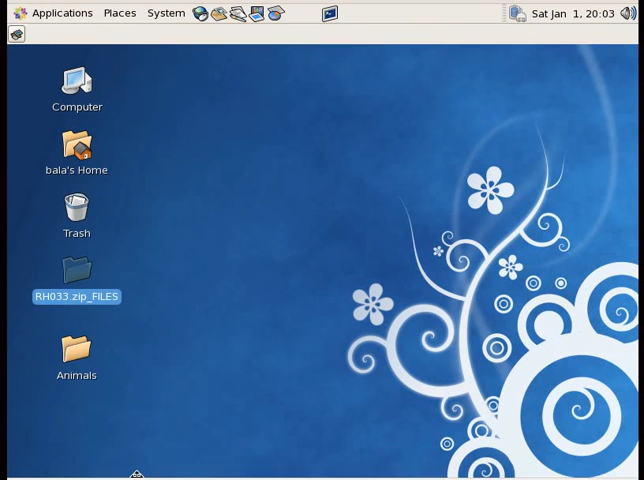 Applications Places System Sat Jan 1, 20:03
Computer
bala's Home
Trash
RH033.zip_FILES
Animals